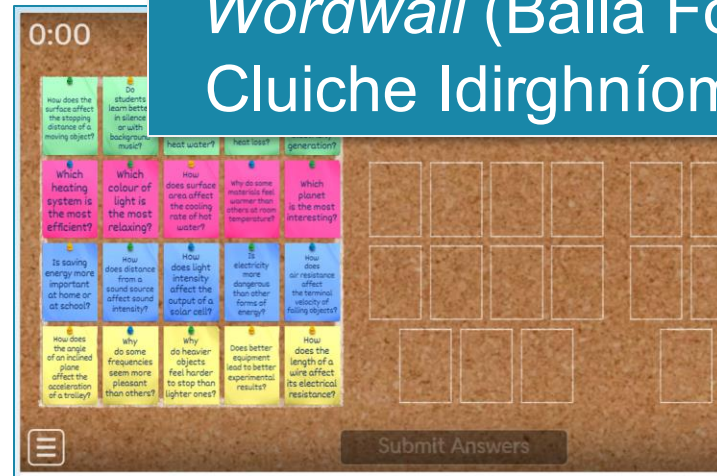 Wordwall (Balla Fo
Cluiche Idirghníom
0:00
How does the
surface affect
the stopping
distance of a
moving object?
Do
students
learn bette
in silence
or with
background
music?
heat water?
heat loss?
generation?
Which
heating
system is
the most
efficient?
Which
colour of
light is
the most
relaxing?
How
does surface
area affect
the cooling
rate of hot
water?
Why do some
materials feel
warmer than
others at room
temperature?
Which
planet
is the most
interesting?
Is saving
energy more
important
at home or
at school?
How
does distance
from a
sound source
affect sound
intensity?
How
does light
intensity
affect the
output of a
solar cell?
Is
electricity
more
dangerous
than other
forms of
energy?
How
does
air resistance
affect
the terminal
velocity of
falling objects?
How does
the angle
of an inclined
plane
affect the
acceleration
of a trolley?
Why
do some
frequencies
seem more
pleasant
than others?
Why
do heavier
objects
feel harder
to stop than
lighter ones?
Does better
equipment
lead to better
experimental
results?
How
does the
length of a
wire affect
its electrical
resistance?
Submit Answers